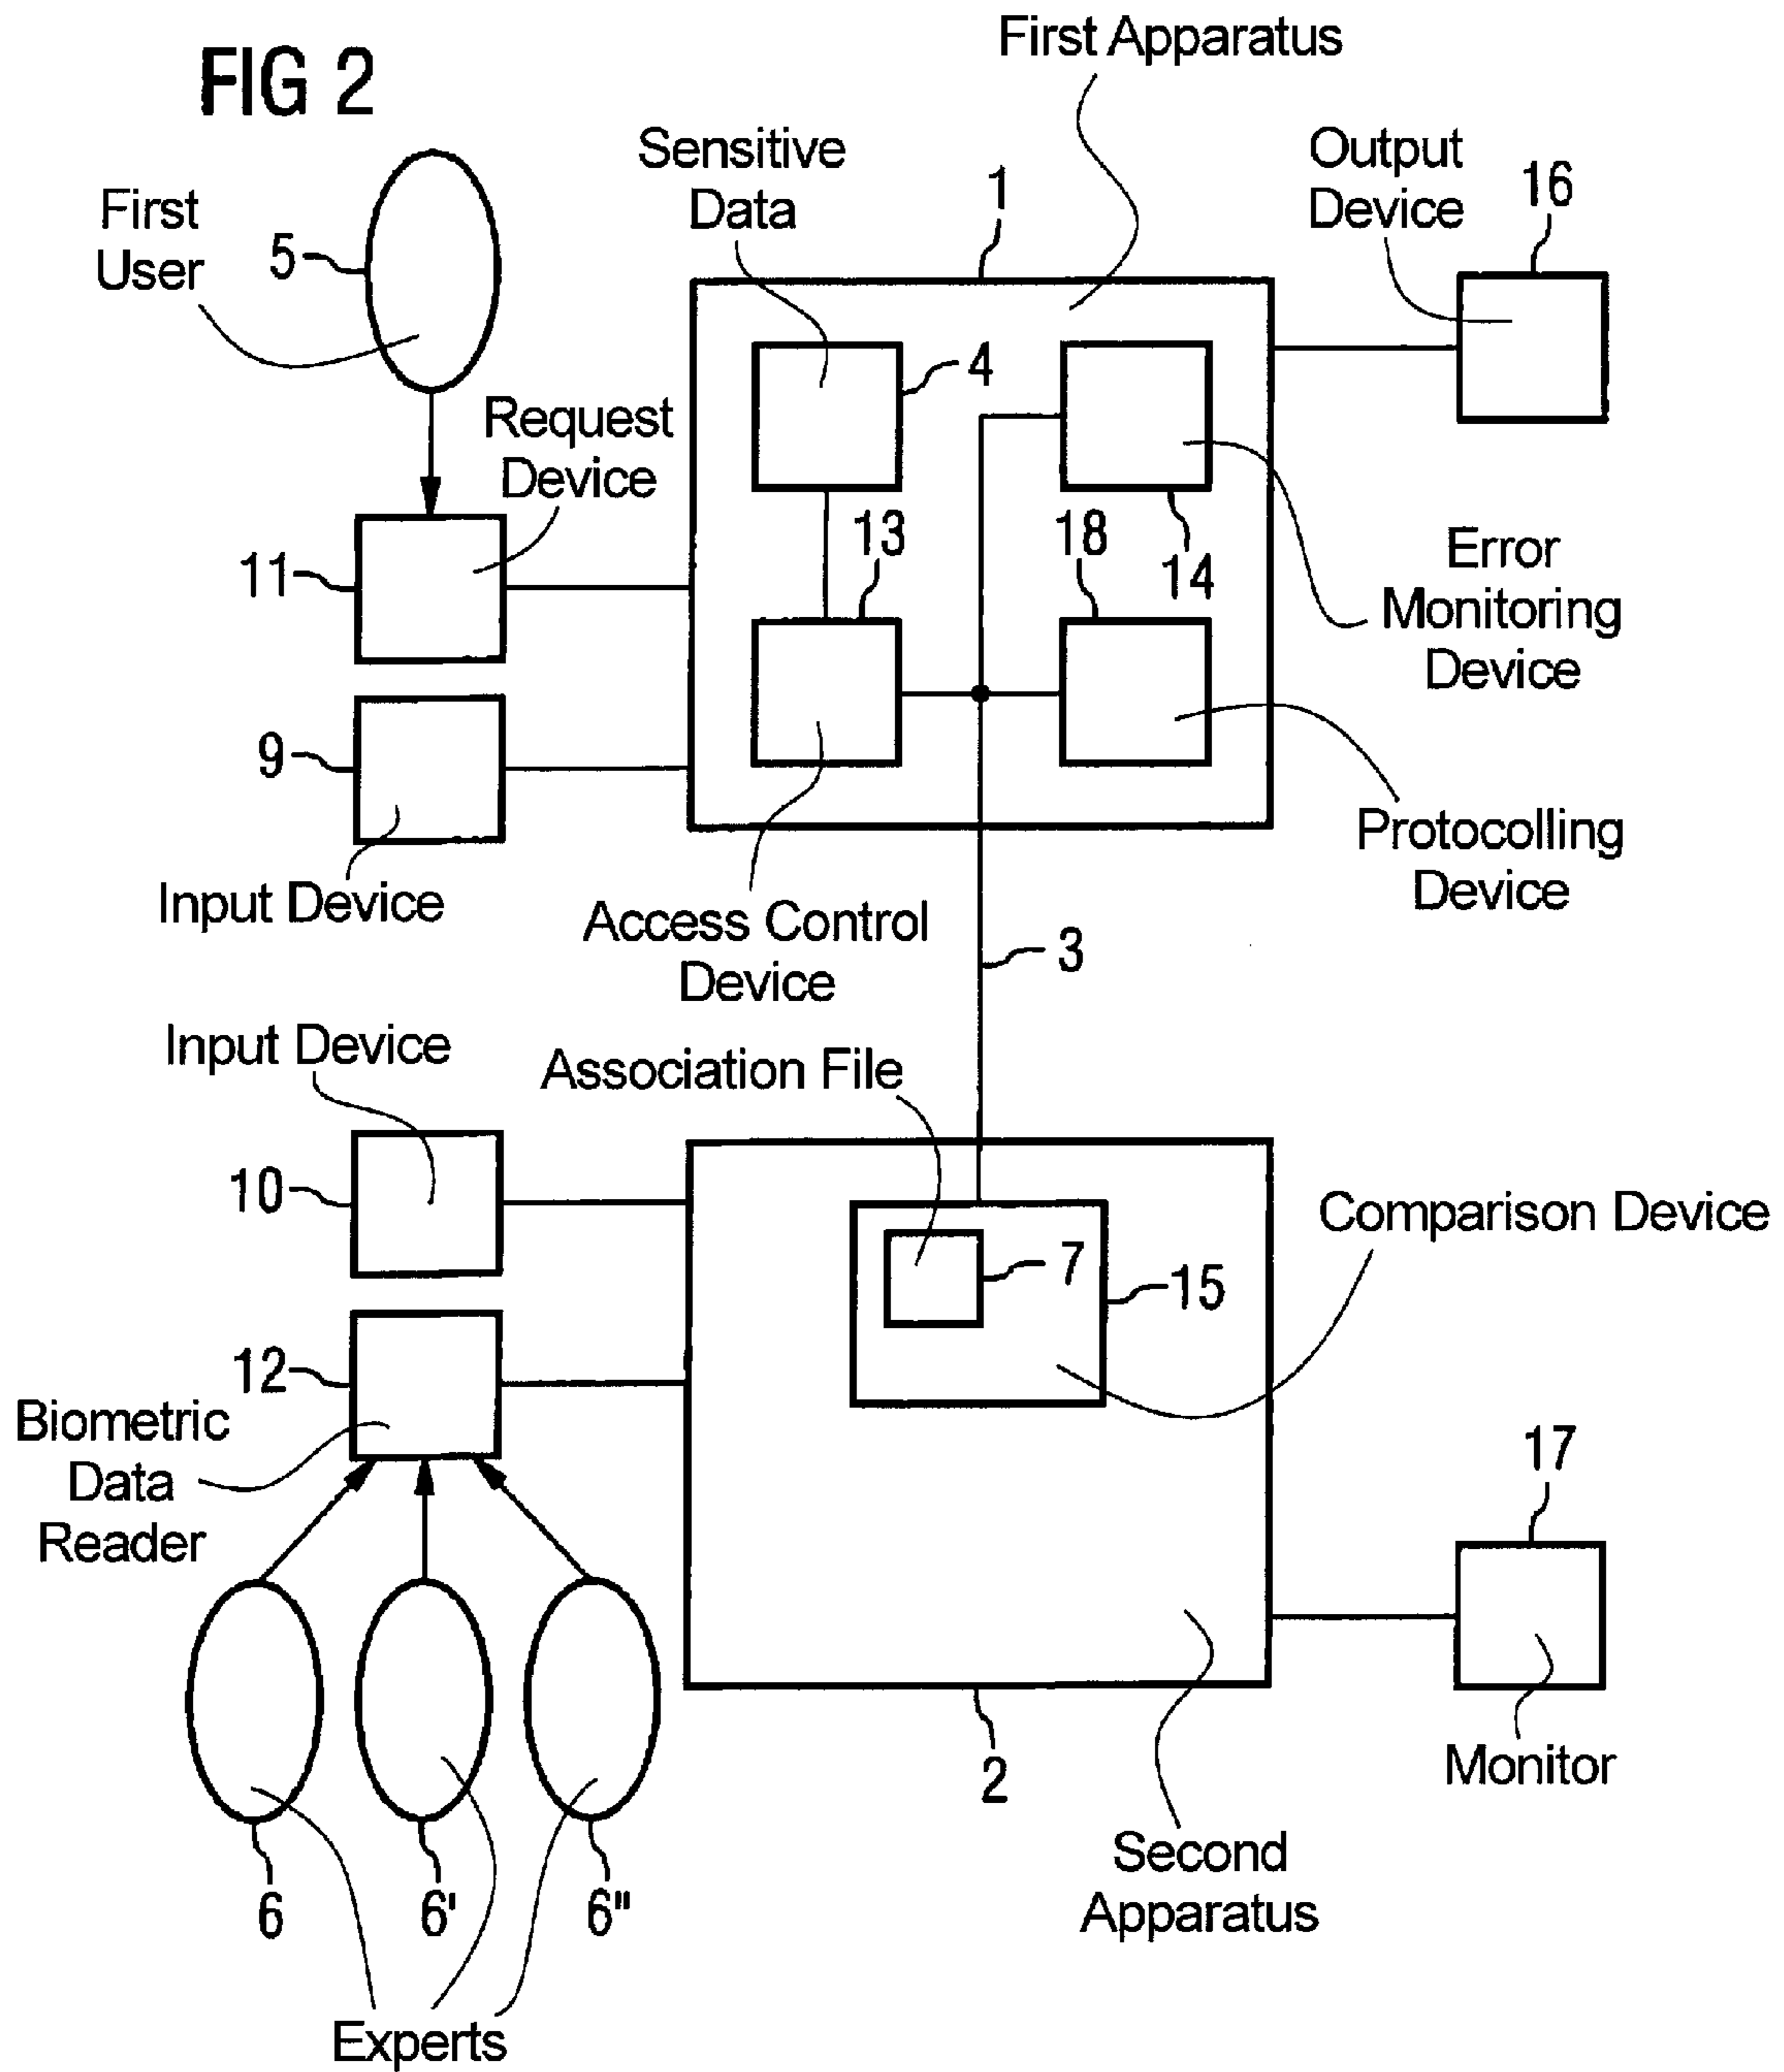 FIG 2
First Apparatus
Sensitive
Data
Output
Device
16
1
First
User
5
4
Request
Device
11
13
18
14
Error
Monitoring
Device
9
Input Device
Access Control
Device
Protocolling
Device
3
Input Device
Association File
10
7
15
Comparison Device
12
Biometric
Data
Reader
17
Monitor
2
Second
Apparatus
6
6'
6"
Experts